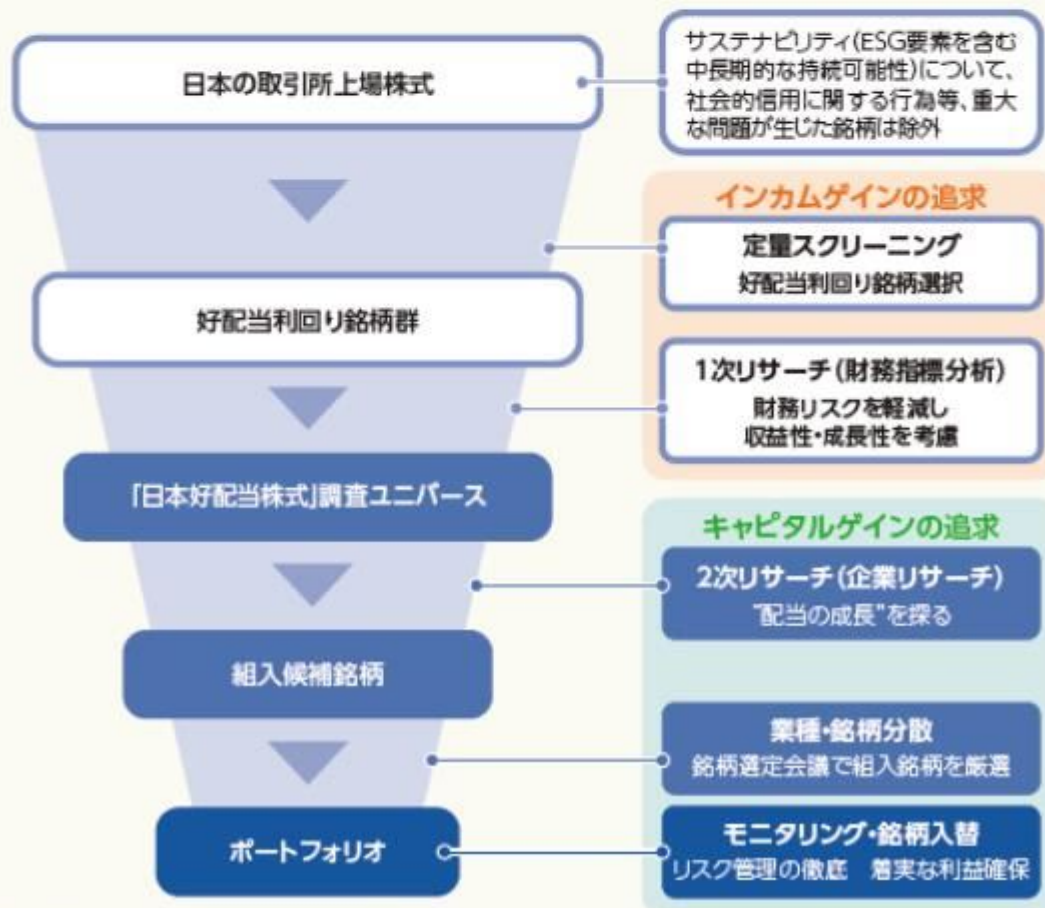 日本の取引所上場株式
サステナビリティ(ESG要素を含む
中長期的な持続可能性)について、
社会的信用に関する行為等、重大
な問題が生じた銘柄は除外
インカムゲインの追求
定量スクリーニング
好配当利回り銘柄選択
好配当利回り銘柄群
1次リサーチ(財務指標分析)
財務リスクを軽減し
収益性・成長性を考慮
「日本好配当株式」調査ユニバース
キャピタルゲインの追求
2次リサーチ(企業リサーチ)
"配当の成長"を探る
組入候補銘柄
業種・銘柄分散
銘柄選定会議で組入銘柄を厳選
ポートフォリオ
モニタリング・銘柄入替
リスク管理の徹底　着実な利益確保